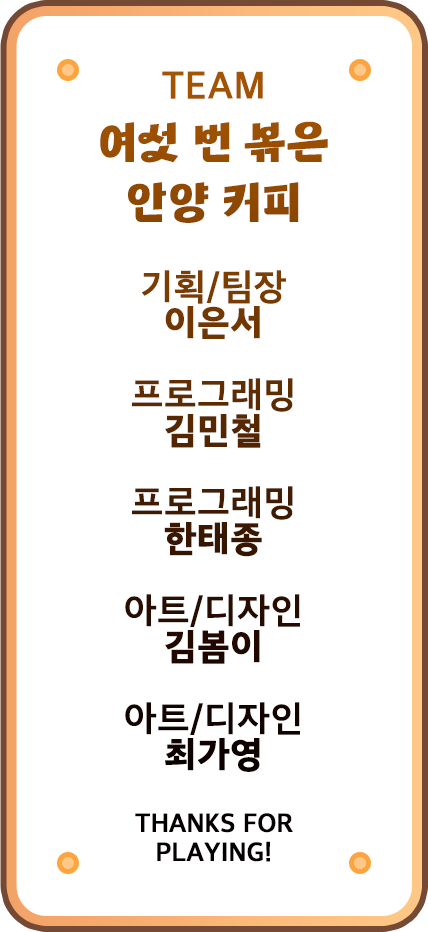 TEAM
여섯 번 볶은
안양 커피
기획/팀장
이은서
프로그래밍
김민철
프로그래밍
한태종
아트/디자인
김봄이
아트/디자인
최가영
THANKS FOR
PLAYING!